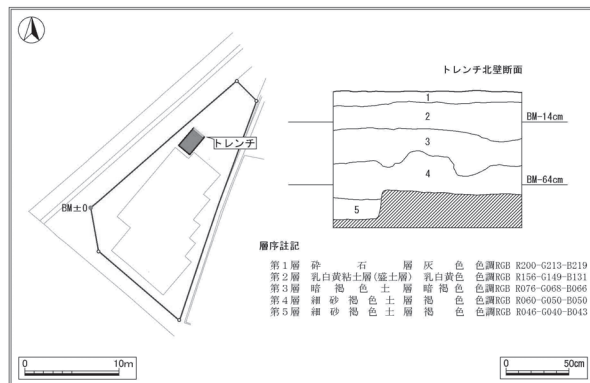 トレンチ北壁断面
1
2
BM-14cm
3
トレンチ
4
BM-64cm
BM±0
5
層序註記
第1層 砕石層 灰色 色調RGB R200-G213-B219
第2層 乳白黄粘土層(盛土層) 乳白黄色 色調RGB R156-G149-B131
第3層 暗褐色土層 暗褐色 色調RGB R076-G068-B066
第4層 細砂褐色土層 褐色 色調RGB R060-G050-B050
第5層 細砂褐色土層 褐色 色調RGB R046-G040-B043
0 10m
0 50cm